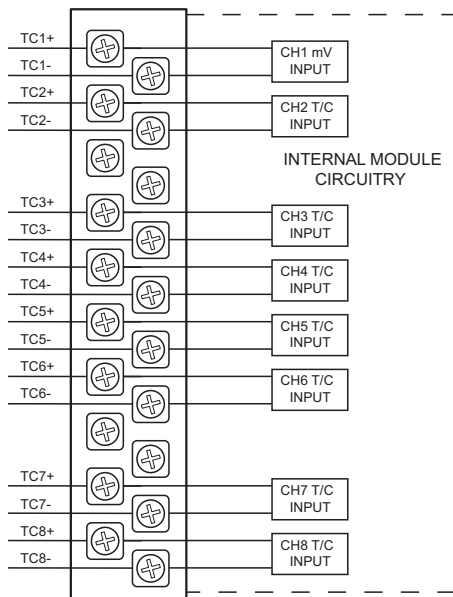 TC1+
TC1-
TC2+
TC2-
TC3+
TC3-
TC4+
TC4-
TC5+
TC5-
TC6+
TC6-
TC7+
TC7-
TC8+
TC8-
CH1 mV
INPUT
CH2 T/C
INPUT
INTERNAL MODULE
CIRCUITRY
CH3 T/C
INPUT
CH4 T/C
INPUT
CH5 T/C
INPUT
CH6 T/C
INPUT
CH7 T/C
INPUT
CH8 T/C
INPUT